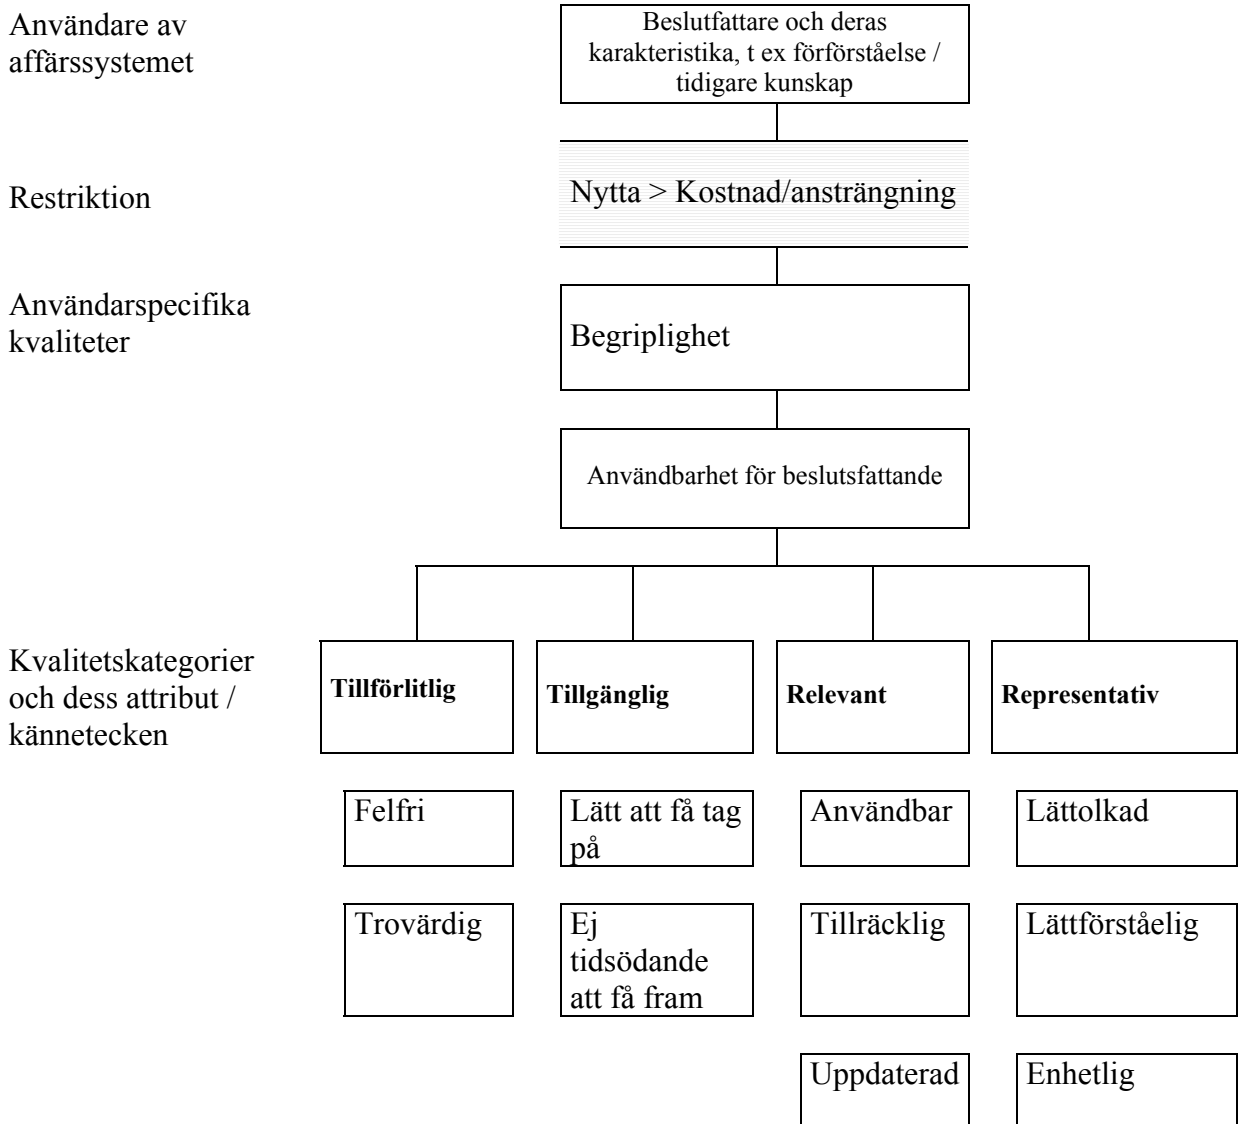 Användare av
affärssystemet
Beslutfattare och deras
karakteristika, t ex förförståelse /
tidigare kunskap
Restriktion
Nytta > Kostnad/ansträngning
Användarspecifika
kvaliteter
Begriplighet
Användbarhet för beslutsfattande
Kvalitetskategorier
och dess attribut /
kännetecken
Tillförlitlig
Tillgänglig
Relevant
Representativ
Felfri
Lätt att få tag
på
Användbar
Lättolkad
Trovärdig
Ej
tidsödande
att få fram
Tillräcklig
Lättförståelig
Uppdaterad
Enhetlig